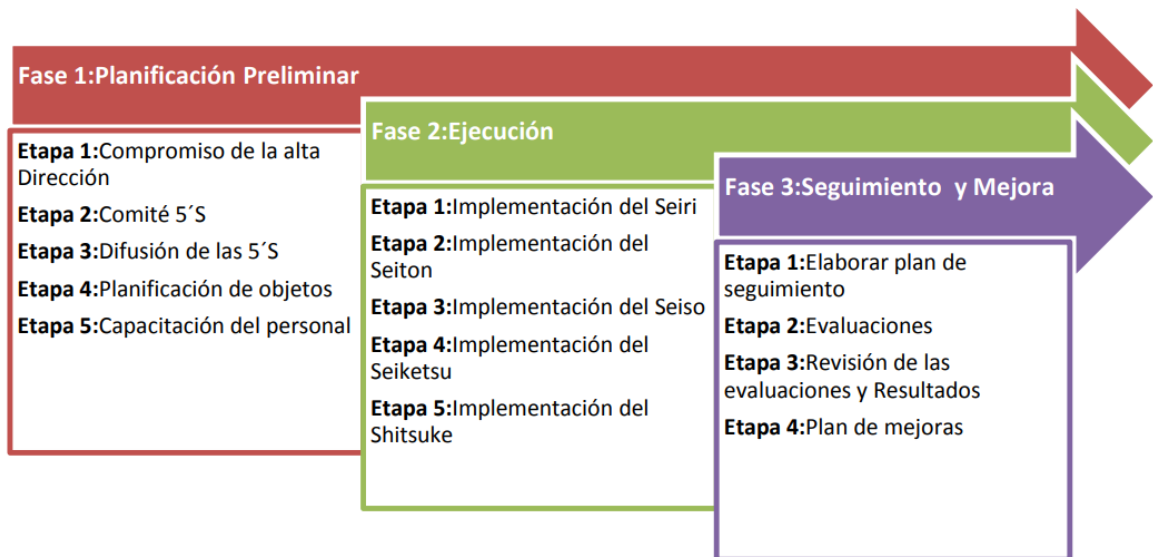 Fase 1:Planificación Preliminar
Etapa 1:Compromiso de la alta
Dirección
Etapa 2:Comité 5´S
Etapa 3:Difusión de las 5´S
Etapa 4:Planificación de objetos
Etapa 5:Capacitación del personal
Fase 2:Ejecución
Etapa 1:Implementación del Seiri
Etapa 2:Implementación del
Seiton
Etapa 3:Implementación del Seiso
Etapa 4:Implementación del
Seiketsu
Etapa 5:Implementación del
Shitsuke
Fase 3:Seguimiento y Mejora
Etapa 1:Elaborar plan de
seguimiento
Etapa 2:Evaluaciones
Etapa 3:Revisión de las
evaluaciones y Resultados
Etapa 4:Plan de mejoras